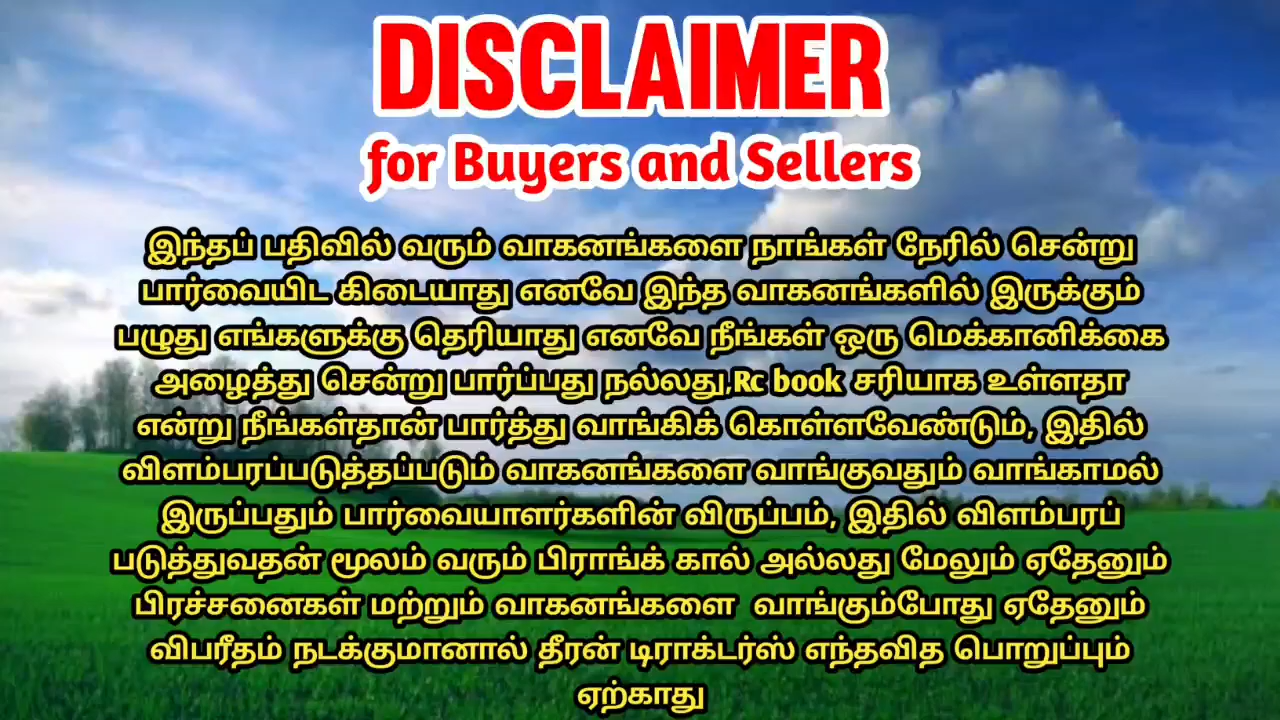 DISCLAIMER
for Buyers and Sellers
இந்தப் பதிவில் வரும் வாகனங்களை நாங்கள் நேரில் சென்று
பார்வையிட கிடையாது எனவே இந்த வாகனங்களில் இருக்கும்
பழுது எங்களுக்கு தெரியாது எனவே நீங்கள் ஒரு மெக்கானிக்கை
அழைத்து சென்று பார்ப்பது நல்லது,Rc book சரியாக உள்ளதா
என்று நீங்கள்தான் பார்த்து வாங்கிக் கொள்ளவேண்டும், இதில்
விளம்பரப்படுத்தப்படும் வாகனங்களை வாங்குவதும் வாங்காமல்
இருப்பதும் பார்வையாளர்களின் விருப்பம், இதில் விளம்பரப்
படுத்துவதன் மூலம் வரும் பிராங்க் கால் அல்லது மேலும் ஏதேனும்
பிரச்சனைகள் மற்றும் வாகனங்களை வாங்கும்போது ஏதேனும்
விபரீதம் நடக்குமானால் தீரன் டிராக்டர்ஸ் எந்தவித பொறுப்பும்
ஏற்காது